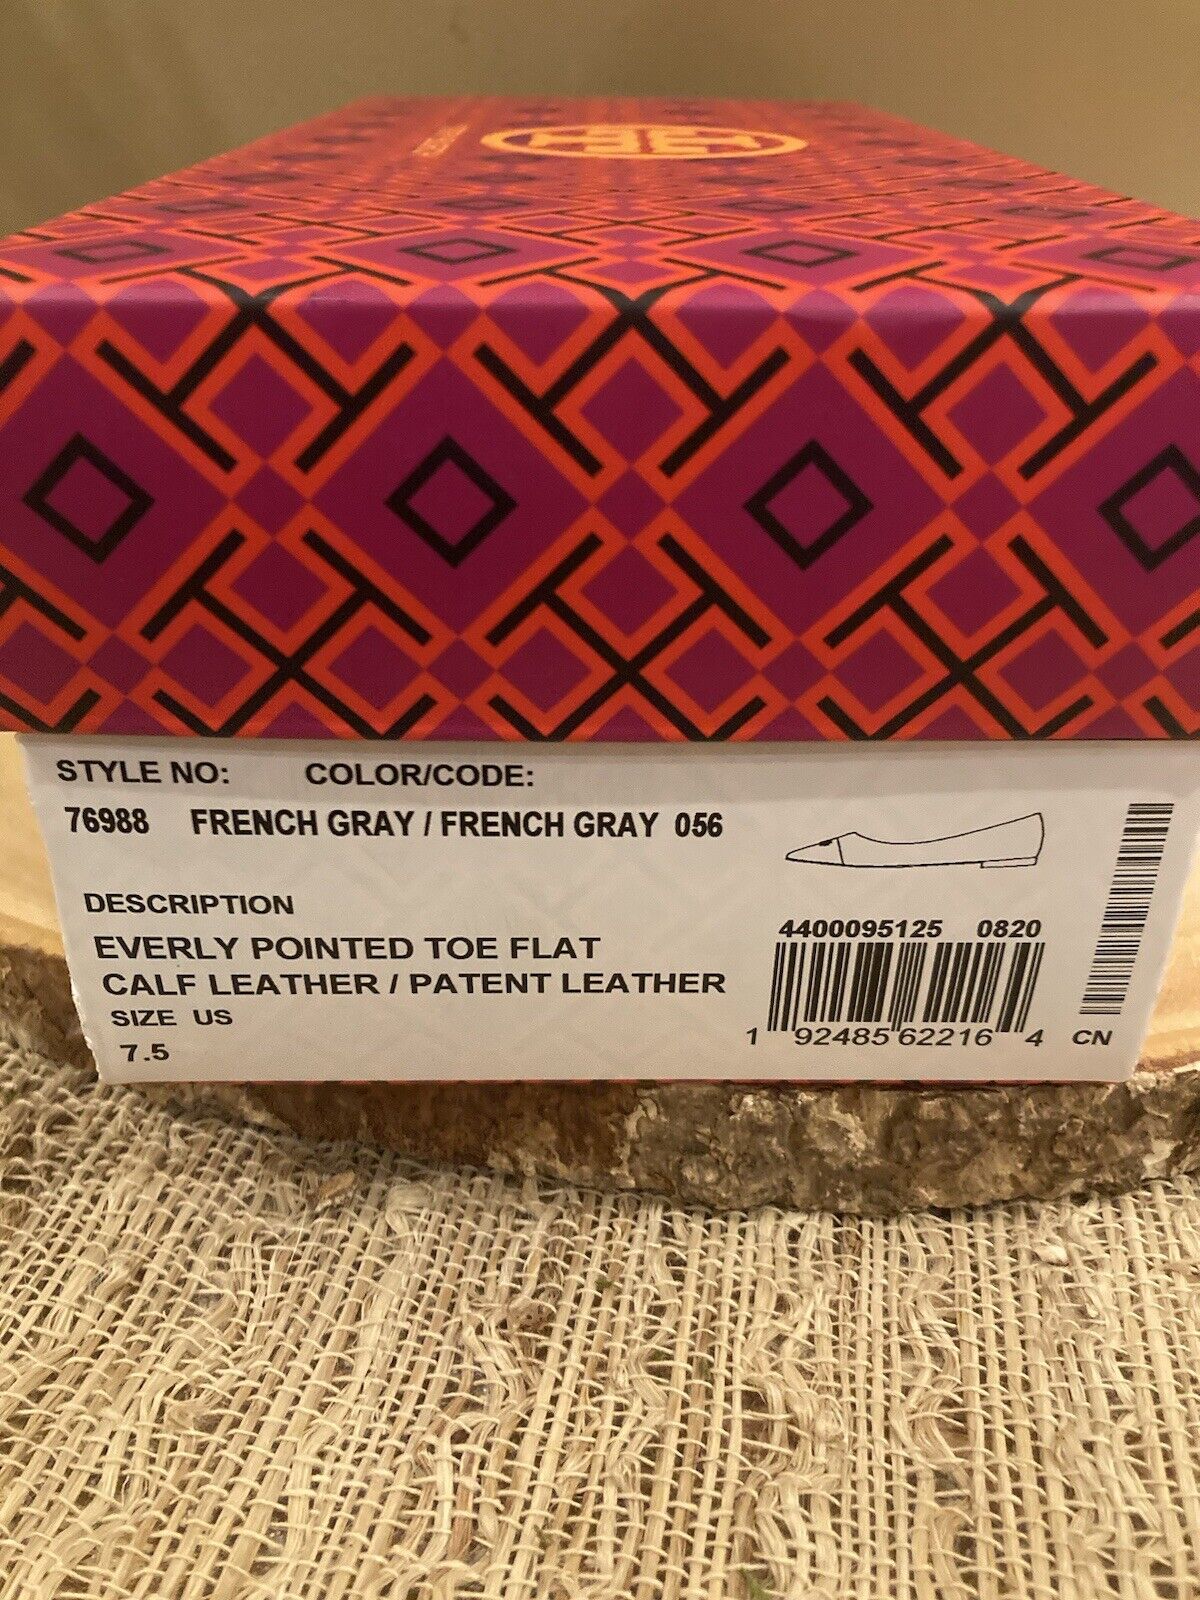 STYLE NO: COLOR/CODE:
76988 FRENCH GRAY / FRENCH GRAY 056
DESCRIPTION
EVERLY POINTED TOE FLAT
CALF LEATHER / PATENT LEATHER
SIZE US
7.5
4400095125 0820
1 92485 62216 4 CN